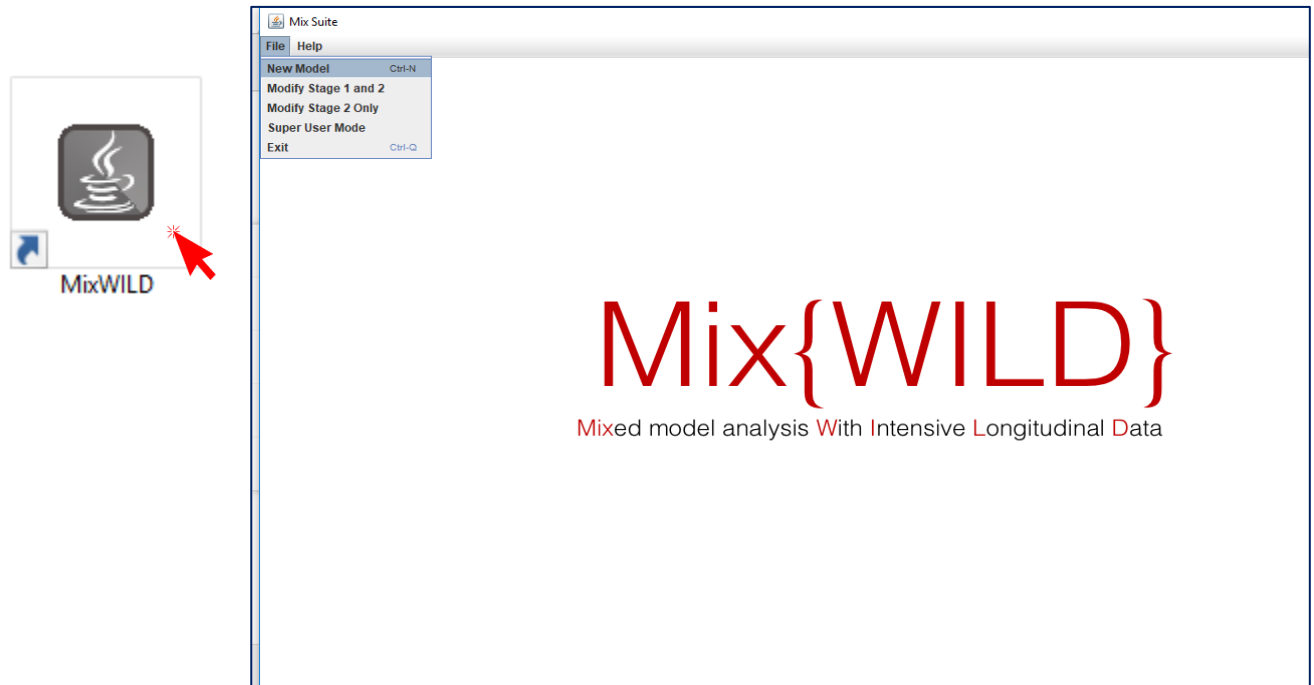 MixWILD
Mix Suite
File Help
New Model Ctrl-N
Modify Stage 1 and 2
Modify Stage 2 Only
Super User Mode
Exit Ctrl-Q
Mix{WILD}
Mixed model analysis With Intensive Longitudinal Data